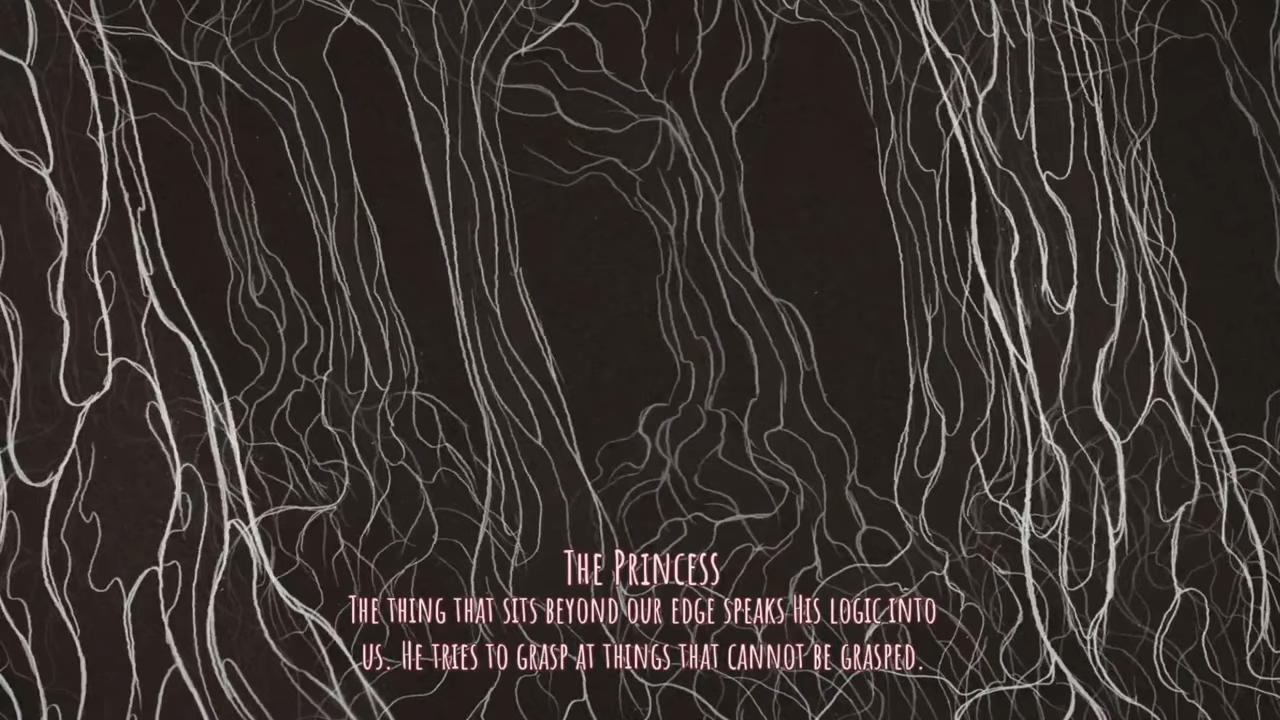 The Princess
The thing that sits beyond our edge speaks His logic into
us. He tries to grasp at things that cannot be grasped.